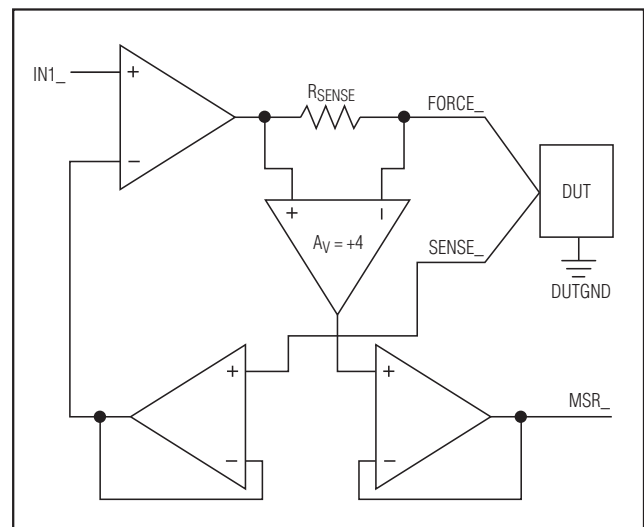 IN1_
+
−
RSENSE
FORCE_
+
−
AV = +4
DUT
SENSE_
DUTGND
+
−
+
−
MSR_